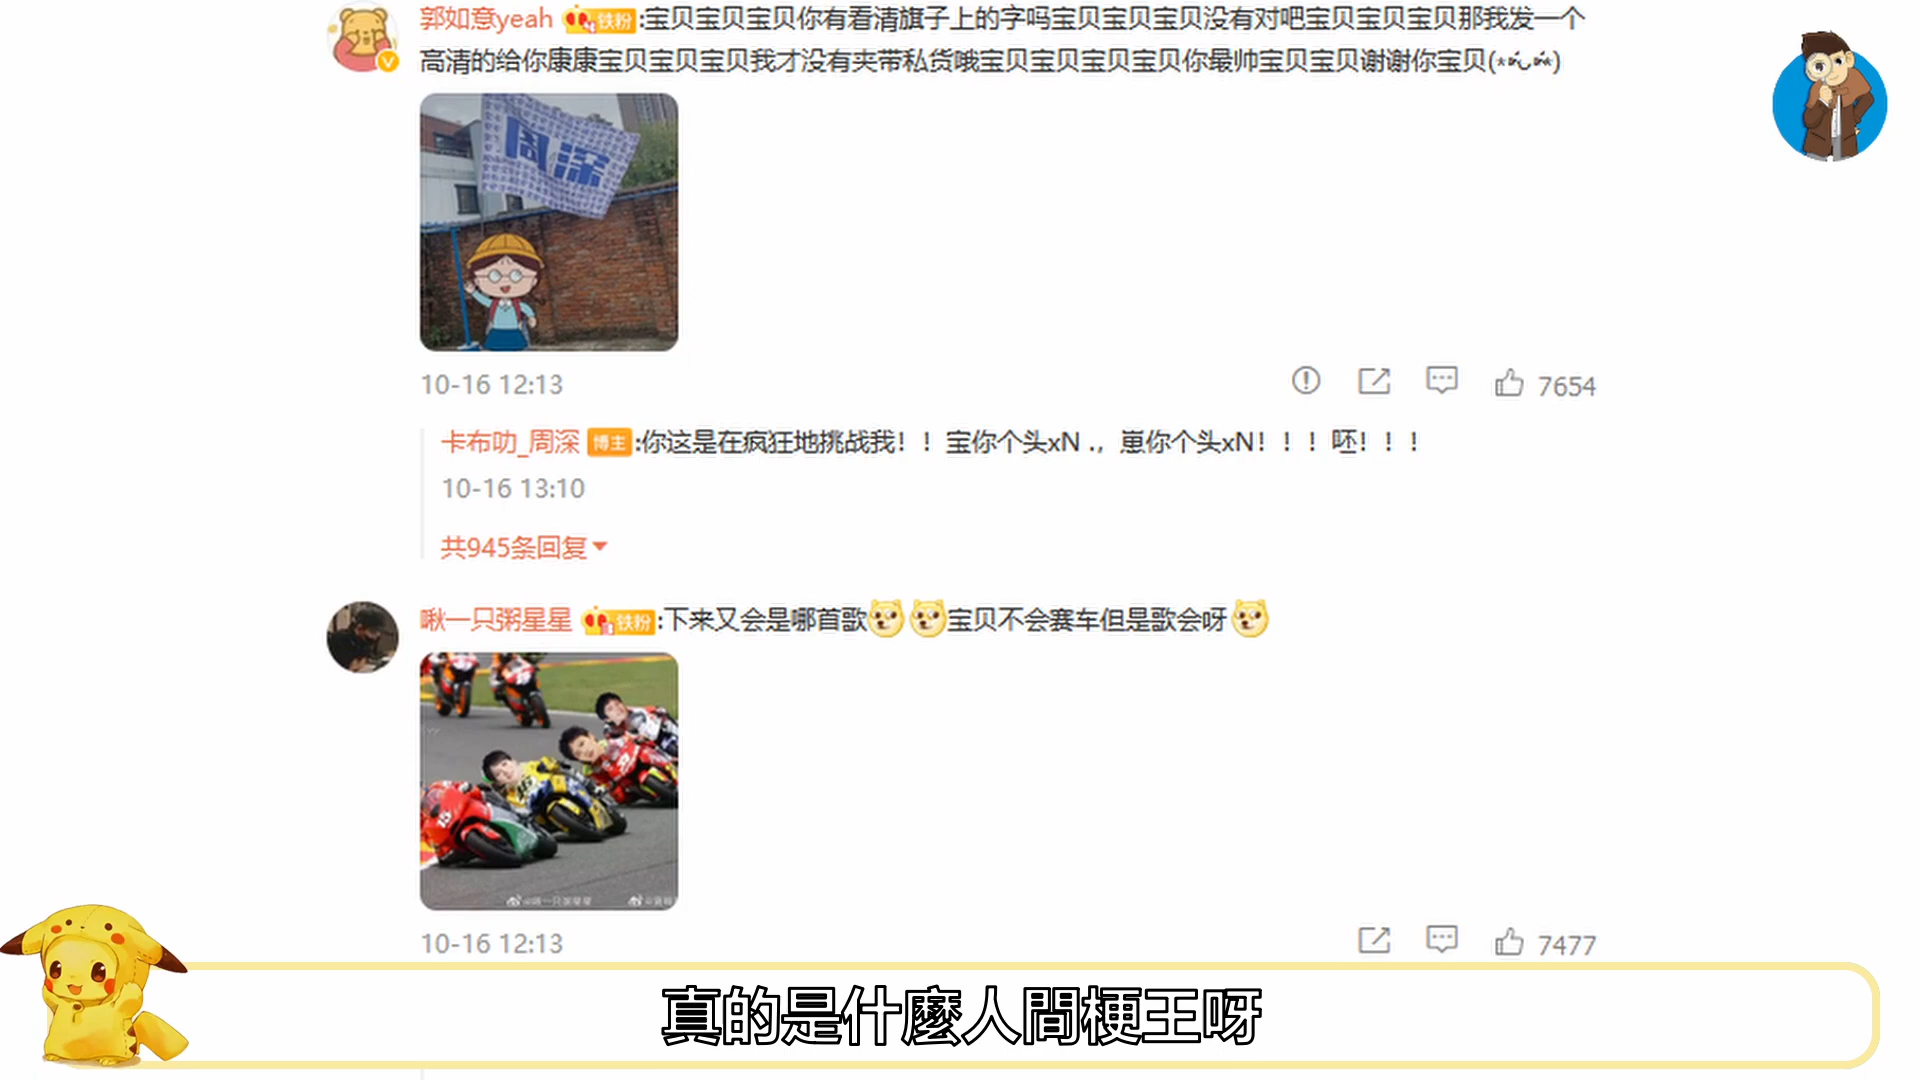 郭如意yeah 铁粉:宝贝宝贝宝贝你有看清旗子上的字吗宝贝宝贝宝贝没有对吧宝贝宝贝宝贝那我发一个
高清的给你康康宝贝宝贝宝贝我才没有夹带私货哦宝贝宝贝宝贝宝贝你最帅宝贝宝贝谢谢你宝贝
周深
10-16 12:13
7654
卡布叻_周深 博主:你这是在疯狂地挑战我！！宝你个头xN .，崽你个头xN！！！呸！！！
10-16 13:10
共945条回复
啾一只粥星星 铁粉:下来又会是哪首歌宝贝不会赛车但是歌会呀
10-16 12:13
7477
真的是什麼人間梗王呀